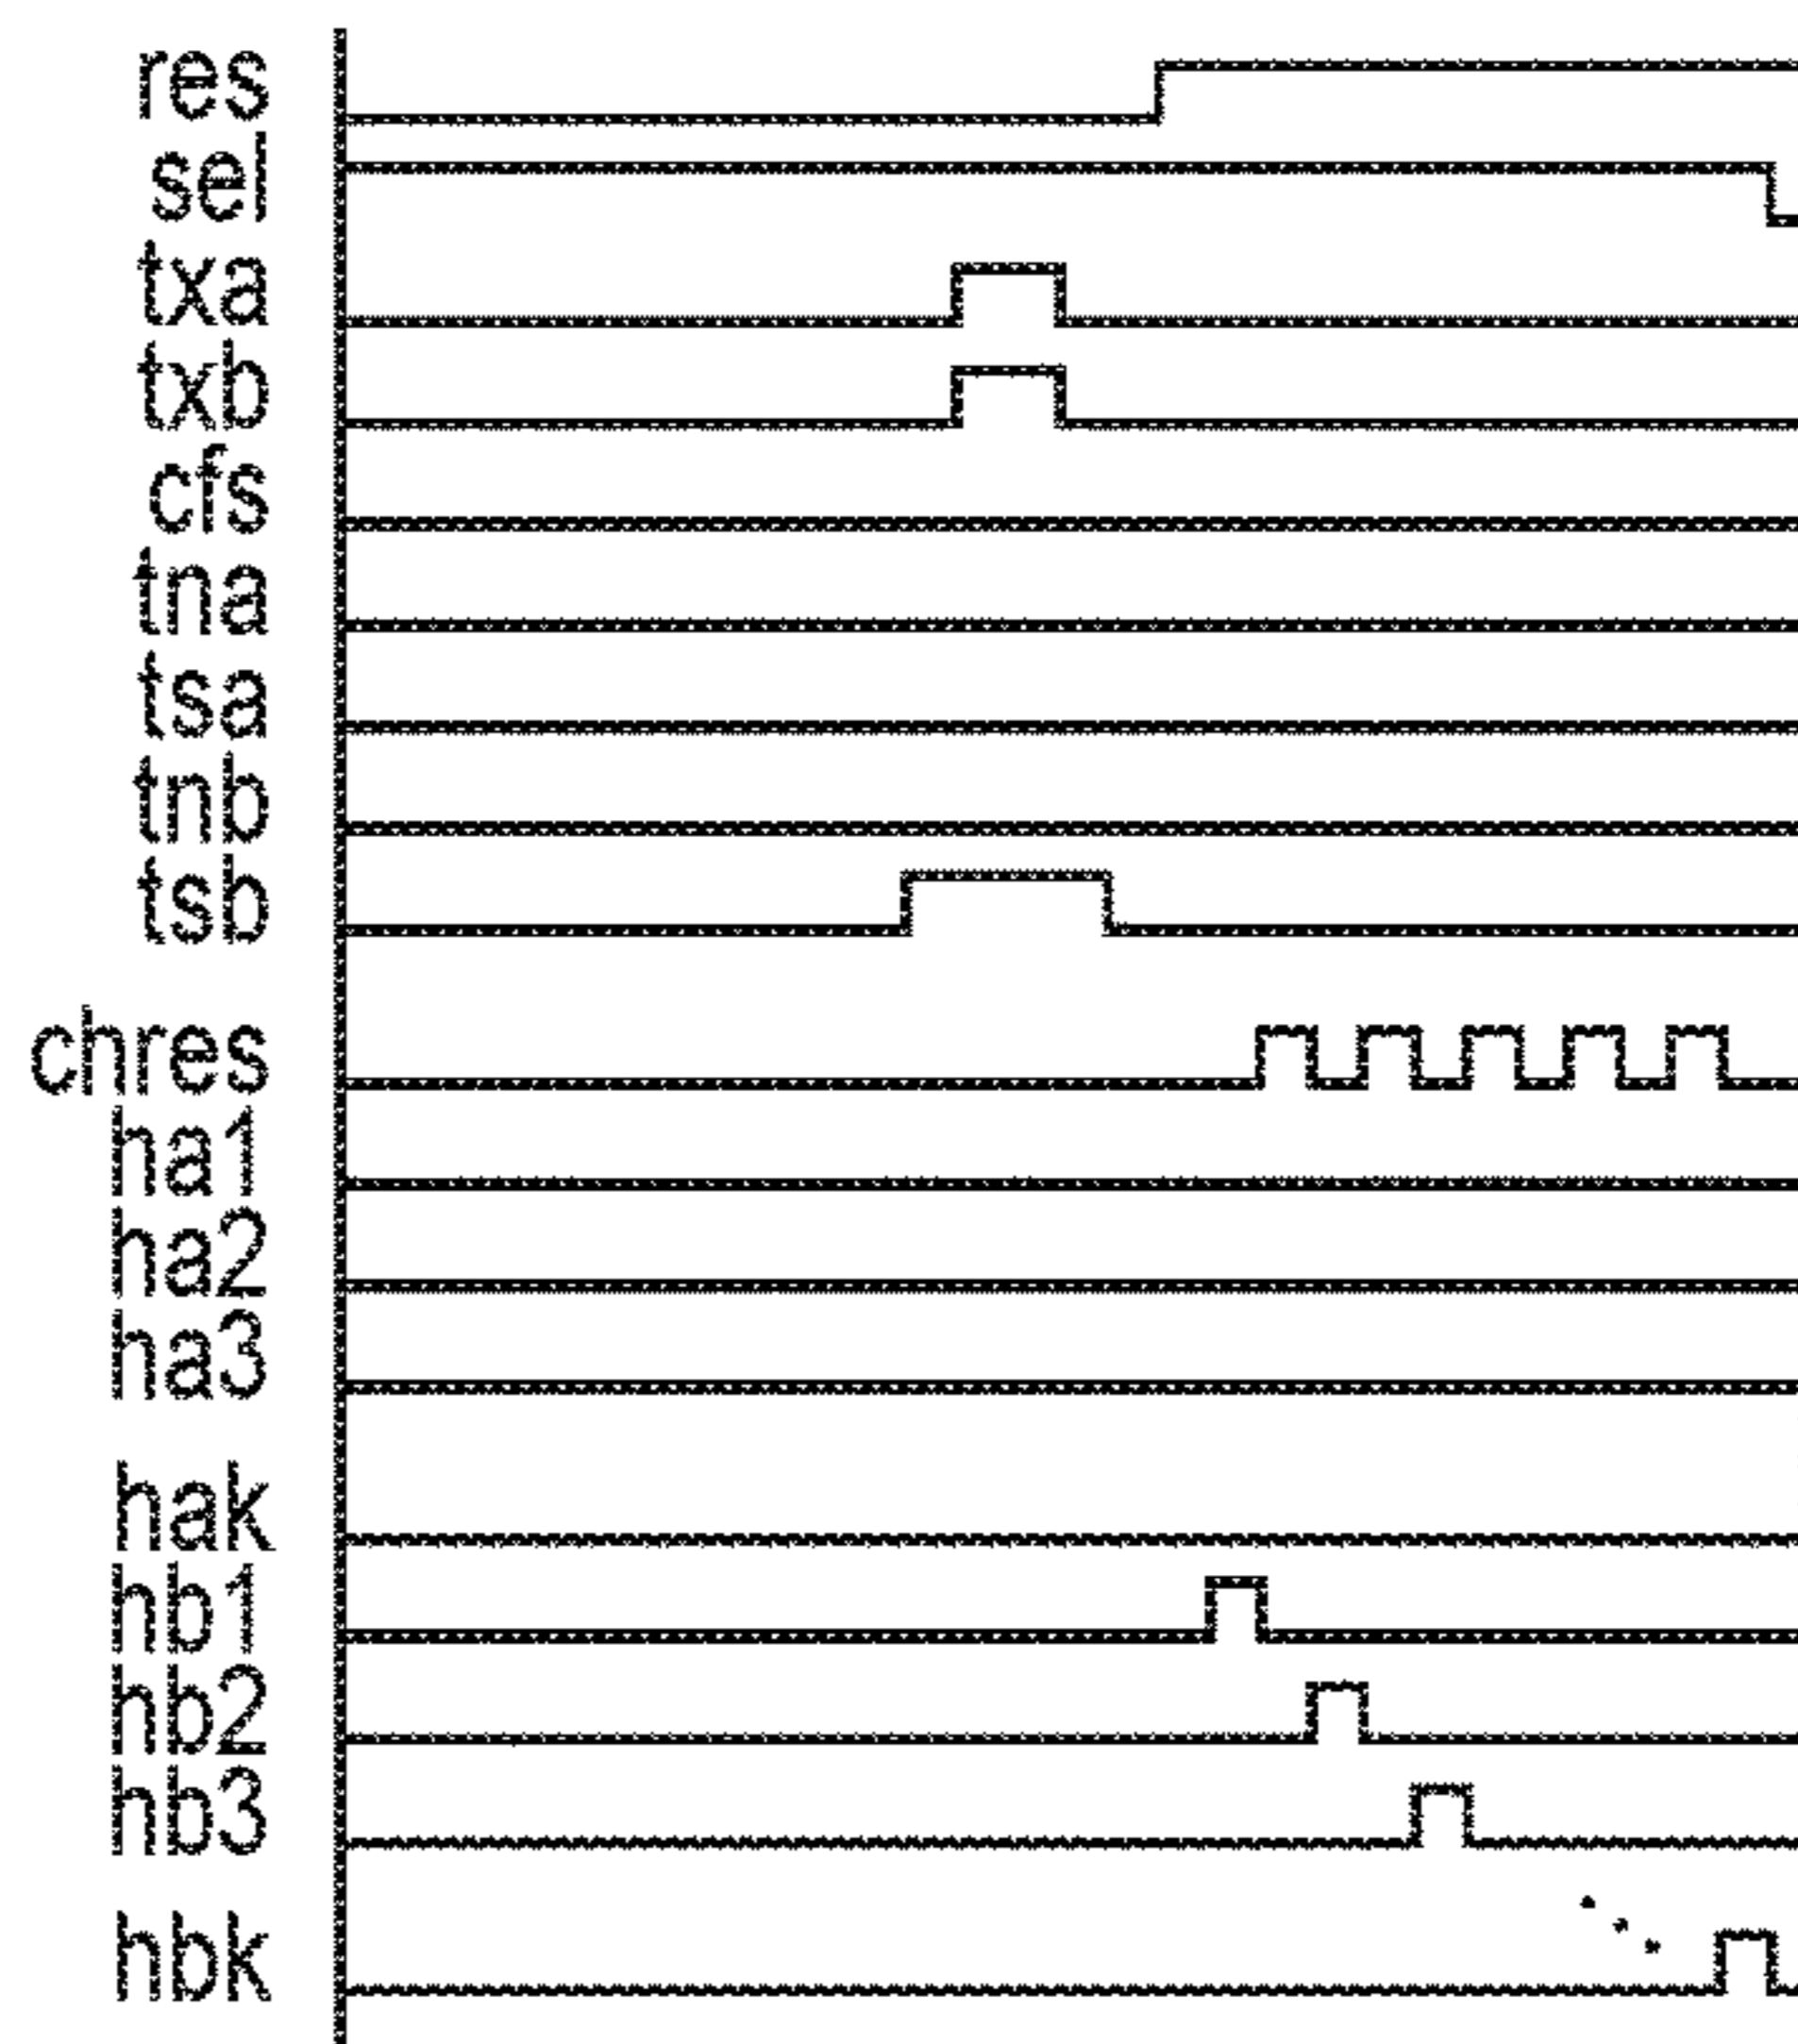 res
sel
txa
txb
cfs
tna
tsa
tnb
tsb
chres
ha1
ha2
ha3
hak
hb1
hb2
hb3
hbk